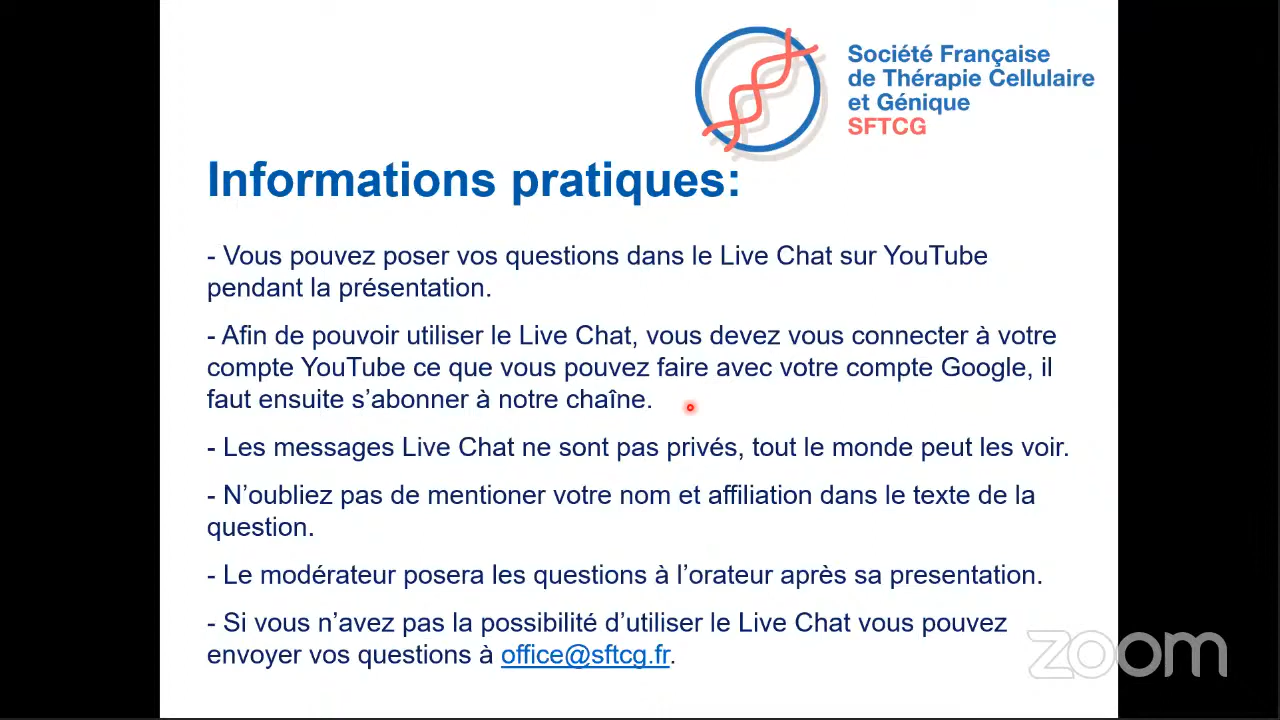 Société Française
de Thérapie Cellulaire
et Génique
SFTCG
Informations pratiques:
- Vous pouvez poser vos questions dans le Live Chat sur YouTube
pendant la présentation.
- Afin de pouvoir utiliser le Live Chat, vous devez vous connecter à votre
compte YouTube ce que vous pouvez faire avec votre compte Google, il
faut ensuite s’abonner à notre chaîne.
- Les messages Live Chat ne sont pas privés, tout le monde peut les voir.
- N’oubliez pas de mentioner votre nom et affiliation dans le texte de la
question.
- Le modérateur posera les questions à l’orateur après sa presentation.
- Si vous n’avez pas la possibilité d’utiliser le Live Chat vous pouvez
envoyer vos questions à office@sftcg.fr.
zoom